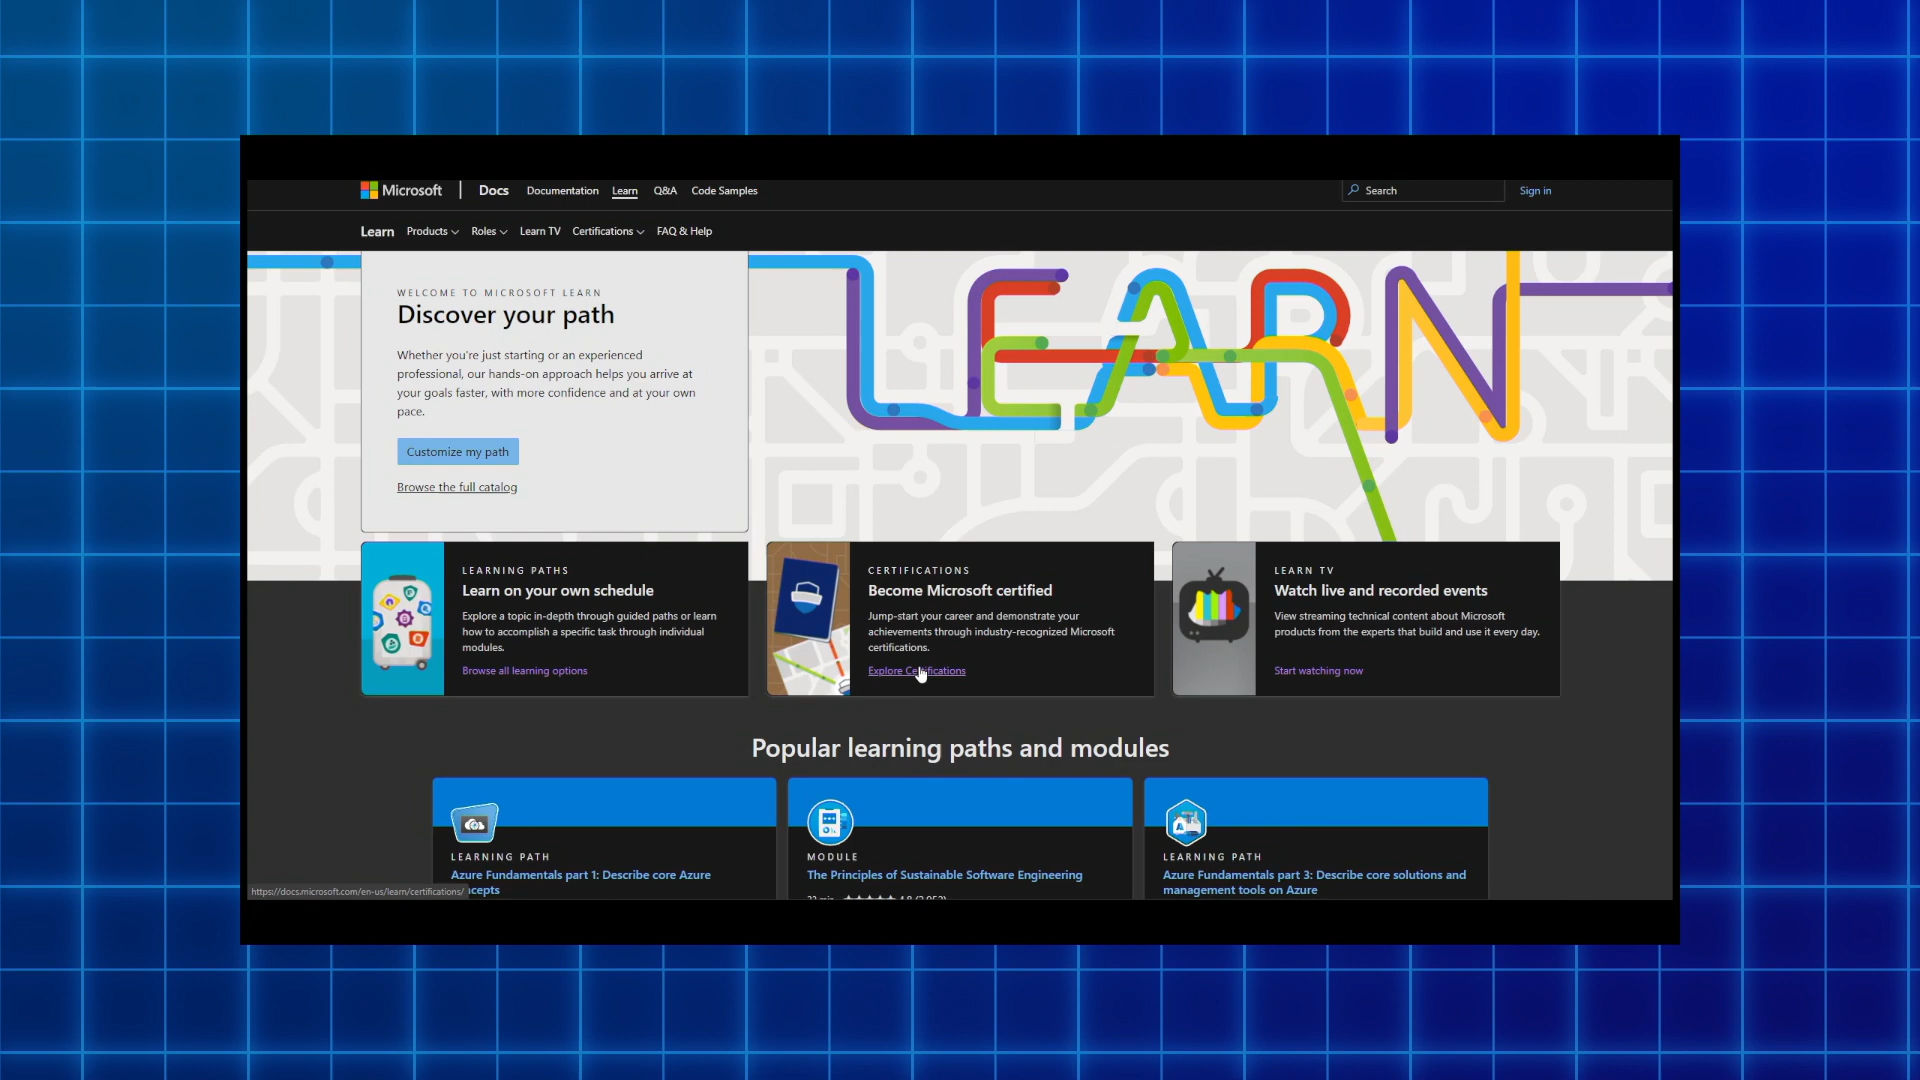 Microsoft Docs Documentation Learn Q&A Code Samples Search Sign in
Learn Products Roles Learn TV Certifications FAQ & Help
LEARN
WELCOME TO MICROSOFT LEARN
Discover your path
Whether you're just starting or an experienced
professional, our hands-on approach helps you arrive at
your goals faster, with more confidence and at your own
pace.
Customize my path
Browse the full catalog
LEARNING PATHS
Learn on your own schedule
Explore a topic in-depth through guided paths or learn
how to accomplish a specific task through individual
modules.
Browse all learning options
CERTIFICATIONS
Become Microsoft certified
Jump-start your career and demonstrate your
achievements through industry-recognized Microsoft
certifications.
Explore Certifications
LEARN TV
Watch live and recorded events
View streaming technical content about Microsoft
products from the experts that build and use it every day.
Start watching now
Popular learning paths and modules
LEARNING PATH
Azure Fundamentals part 1: Describe core Azure
MODULE
The Principles of Sustainable Software Engineering
LEARNING PATH
Azure Fundamentals part 3: Describe core solutions and
management tools on Azure
https://docs.microsoft.com/en-us/learn/certifications/